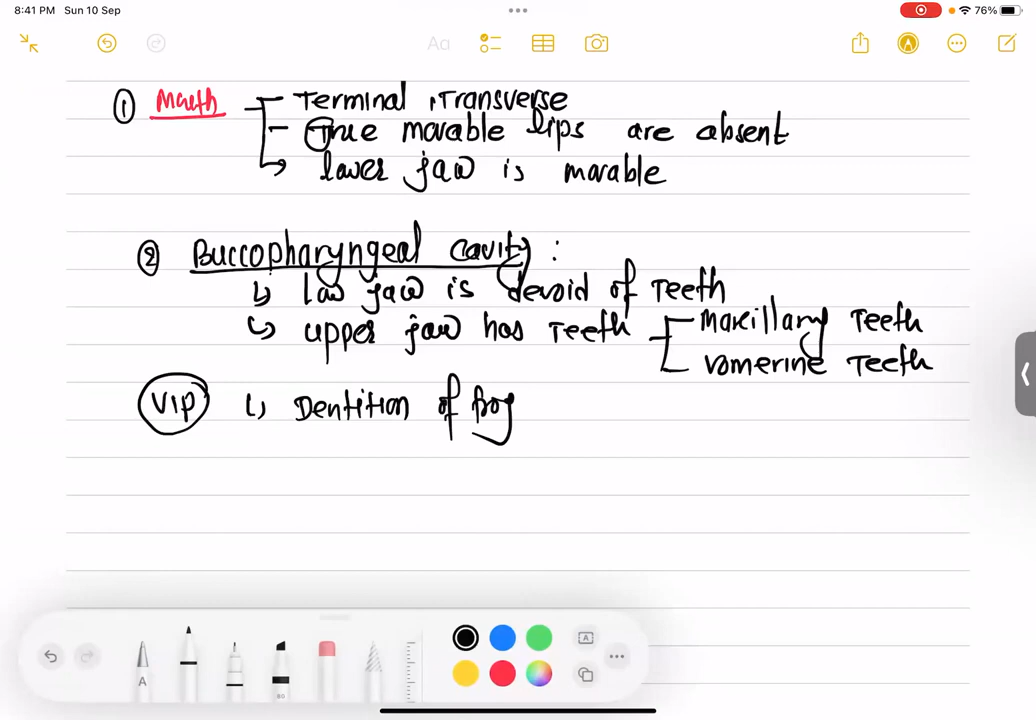 8:41 PM Sun 10 Sep
76%
Aa
① Mouth Terminal, Transverse
True movable lips are absent
lower jaw is movable
② Buccopharyngeal cavity :
Low jaw is devoid of Teeth
upper jaw has Teeth Maxillary Teeth
vomerine Teeth
VIP Dentition of frog
A
80
A